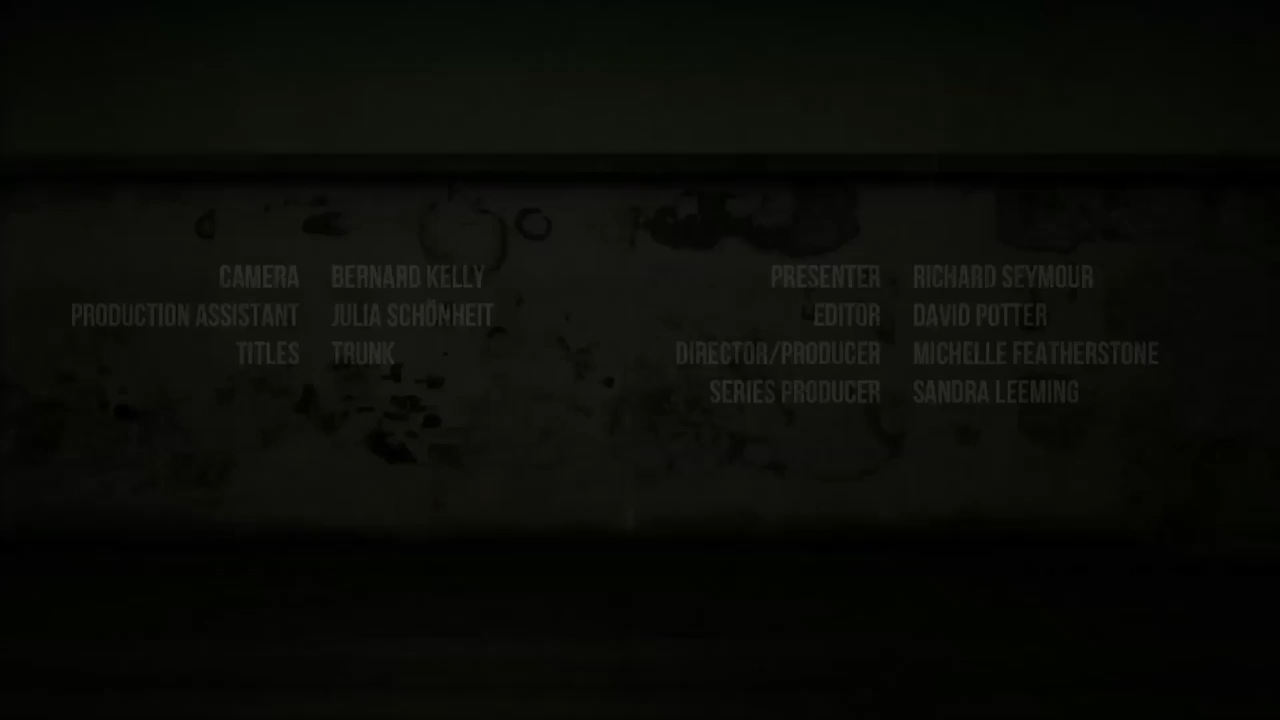 CAMERA BERNARD KELLY
PRODUCTION ASSISTANT JULIA SCHÖNHEIT
TITLES TRUNK
PRESENTER RICHARD SEYMOUR
EDITOR DAVID POTTER
DIRECTOR/PRODUCER MICHELLE FEATHERSTONE
SERIES PRODUCER SANDRA LEEMING